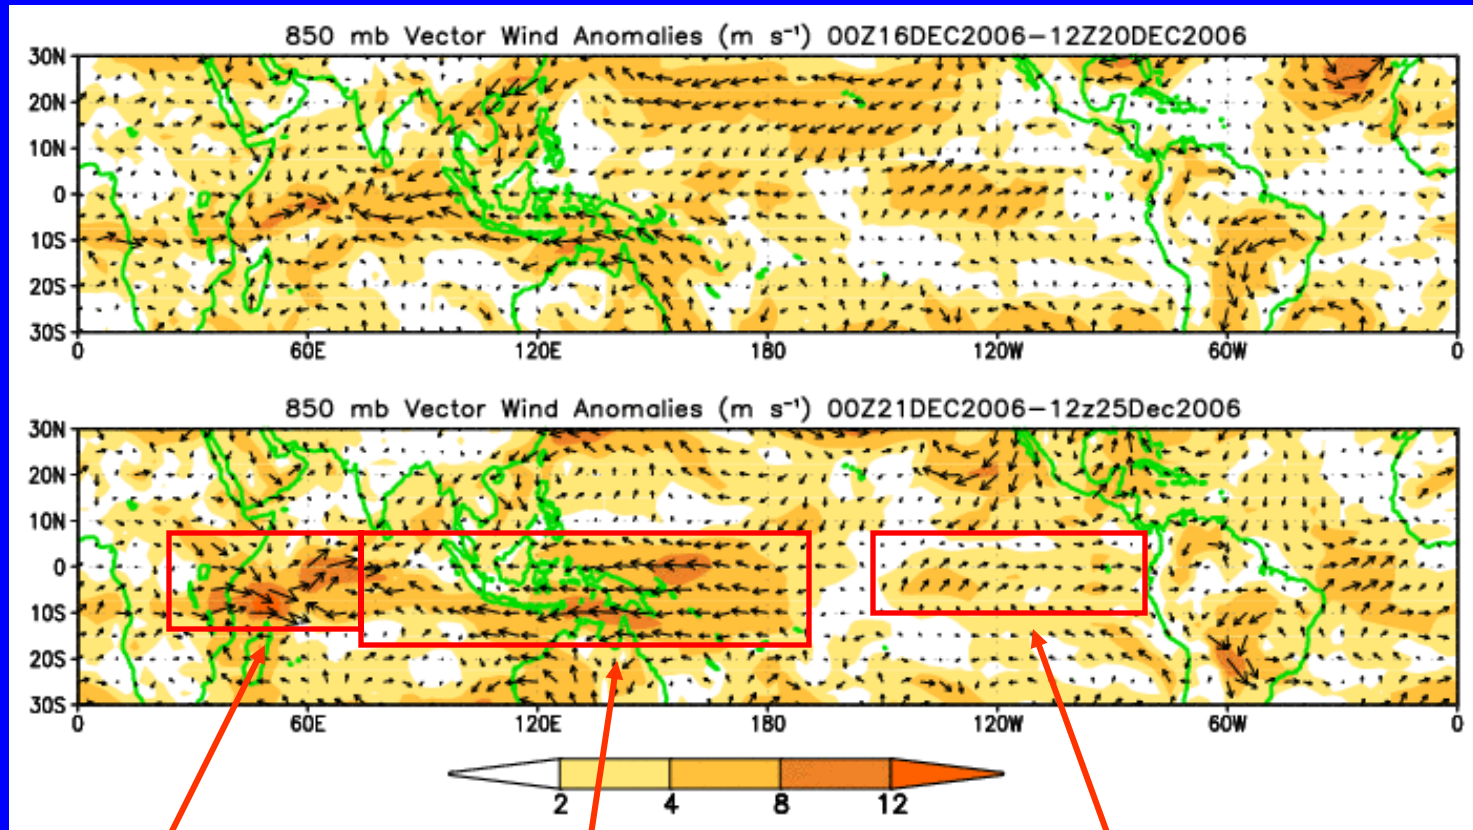 850 mb Vector Wind Anomalies (m s⁻¹) 00Z16DEC2006-12Z20DEC2006
30N
20N
10N
0
10S
20S
30S
0 60E 120E 180 120W 60W 0
850 mb Vector Wind Anomalies (m s⁻¹) 00Z21DEC2006-12z25Dec2006
30N
20N
10N
0
10S
20S
30S
0 60E 120E 180 120W 60W 0
2 4 8 12